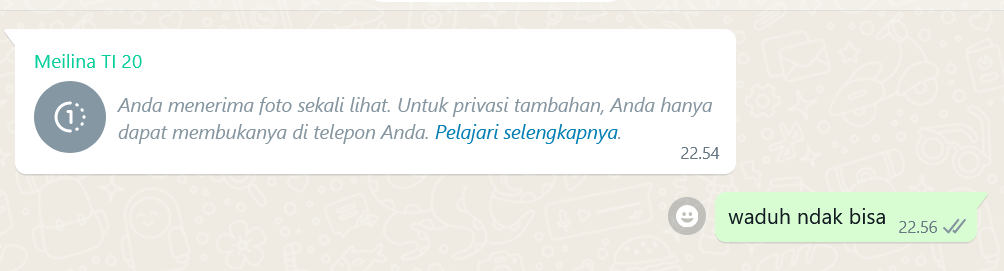 Meilina TI 20
1
Anda menerima foto sekali lihat. Untuk privasi tambahan, Anda hanya
dapat membukanya di telepon Anda. Pelajari selengkapnya.
22.54
waduh ndak bisa
22.56